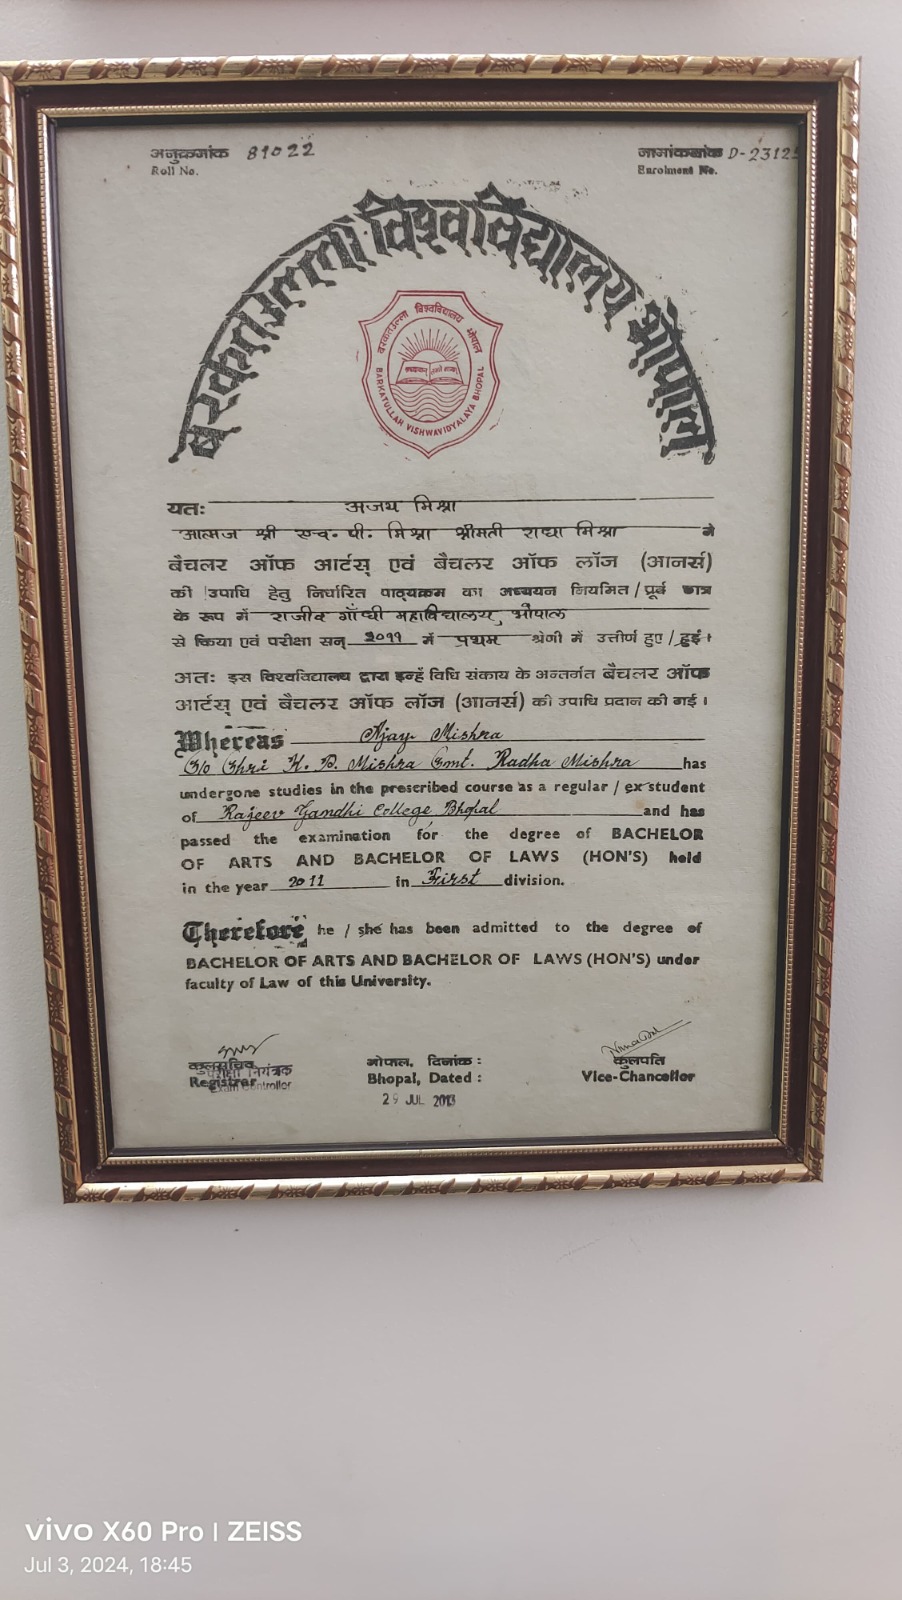 अनुक्रमांक 81022
Roll No.
नामांकनांक D-2312
Enrolment No.
बरकतउल्ला विश्वविद्यालय भोपाल
बरकतउल्ला विश्वविद्यालय भोपाल
BARKATULLAH VISHWAVIDYALAYA BHOPAL
यतः अजय मिश्रा
आत्मज श्री एच. पी. मिश्रा श्रीमती राधा मिश्रा ने
बैचलर ऑफ आर्टस् एवं बैचलर ऑफ लॉज (आनर्स)
की उपाधि हेतु निर्धारित पाठ्यक्रम का अध्ययन नियमित / पूर्व छात्र
के रूप में राजीव गाँधी महाविद्यालय, भोपाल
से किया एवं परीक्षा सन् २०११ में प्रथम श्रेणी में उत्तीर्ण हुए / हुई।
अतः इस विश्वविद्यालय द्वारा इन्हें विधि संकाय के अन्तर्गत बैचलर ऑफ
आर्टस् एवं बैचलर ऑफ लॉज (आनर्स) की उपाधि प्रदान की गई।
Whereas Ajay Mishra
S/o Shri H. P. Mishra Smt. Radha Mishra has
undergone studies in the prescribed course as a regular / ex student
of Rajeev Gandhi College Bhopal and has
passed the examination for the degree of BACHELOR
OF ARTS AND BACHELOR OF LAWS (HON'S) held
in the year 2011 in First division.
Therefore he / she has been admitted to the degree of
BACHELOR OF ARTS AND BACHELOR OF LAWS (HON'S) under
faculty of Law of this University.
कुलसचिव
परीक्षा नियंत्रक
Registrar
Exam Controller
भोपाल, दिनांक :
Bhopal, Dated :
29 JUL 2013
कुलपति
Vice-Chancellor
vivo X60 Pro | ZEISS
Jul 3, 2024, 18:45